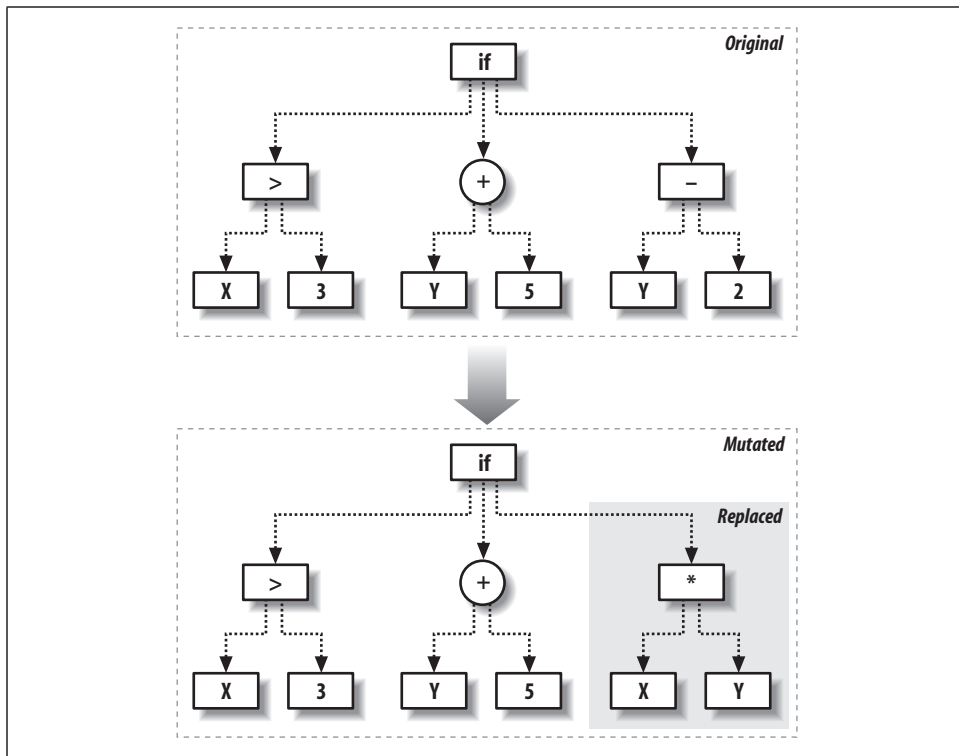 Original
if
> + –
X 3 Y 5 Y 2
Mutated
if
Replaced
> + *
X 3 Y 5 X Y